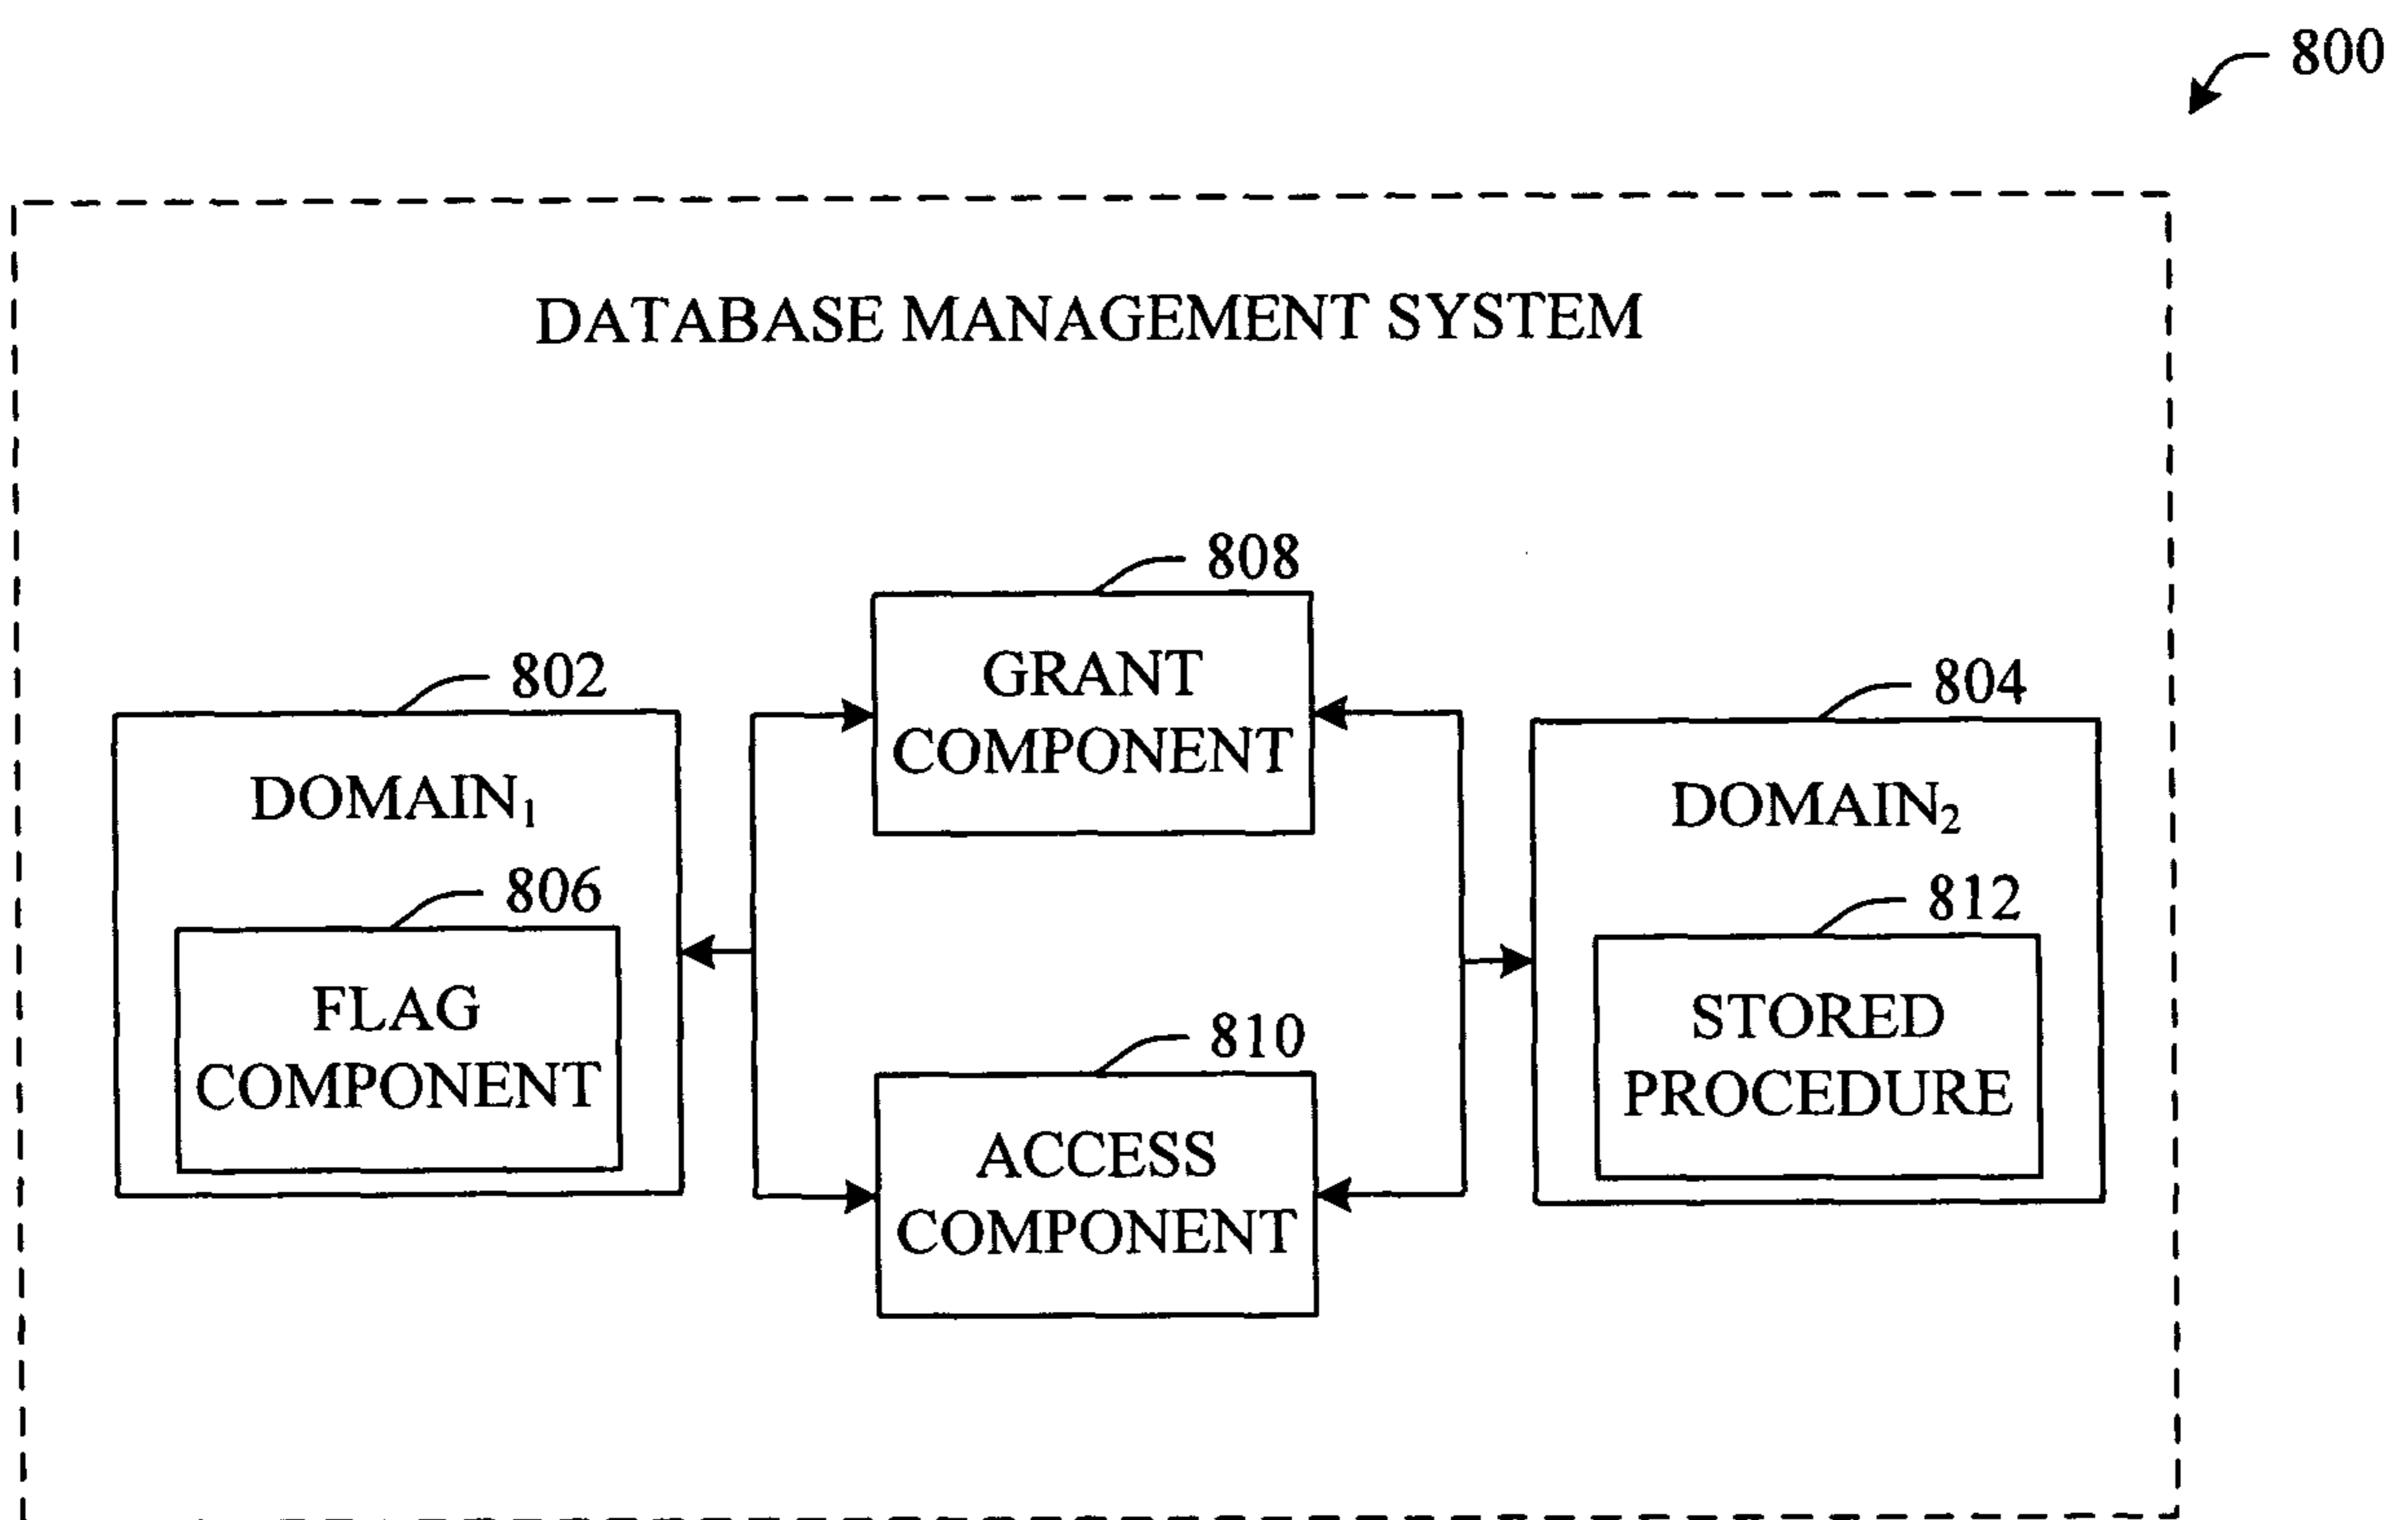 800
DATABASE MANAGEMENT SYSTEM
808
GRANT
COMPONENT
802
DOMAIN₁
806
FLAG
COMPONENT
810
ACCESS
COMPONENT
804
DOMAIN₂
812
STORED
PROCEDURE